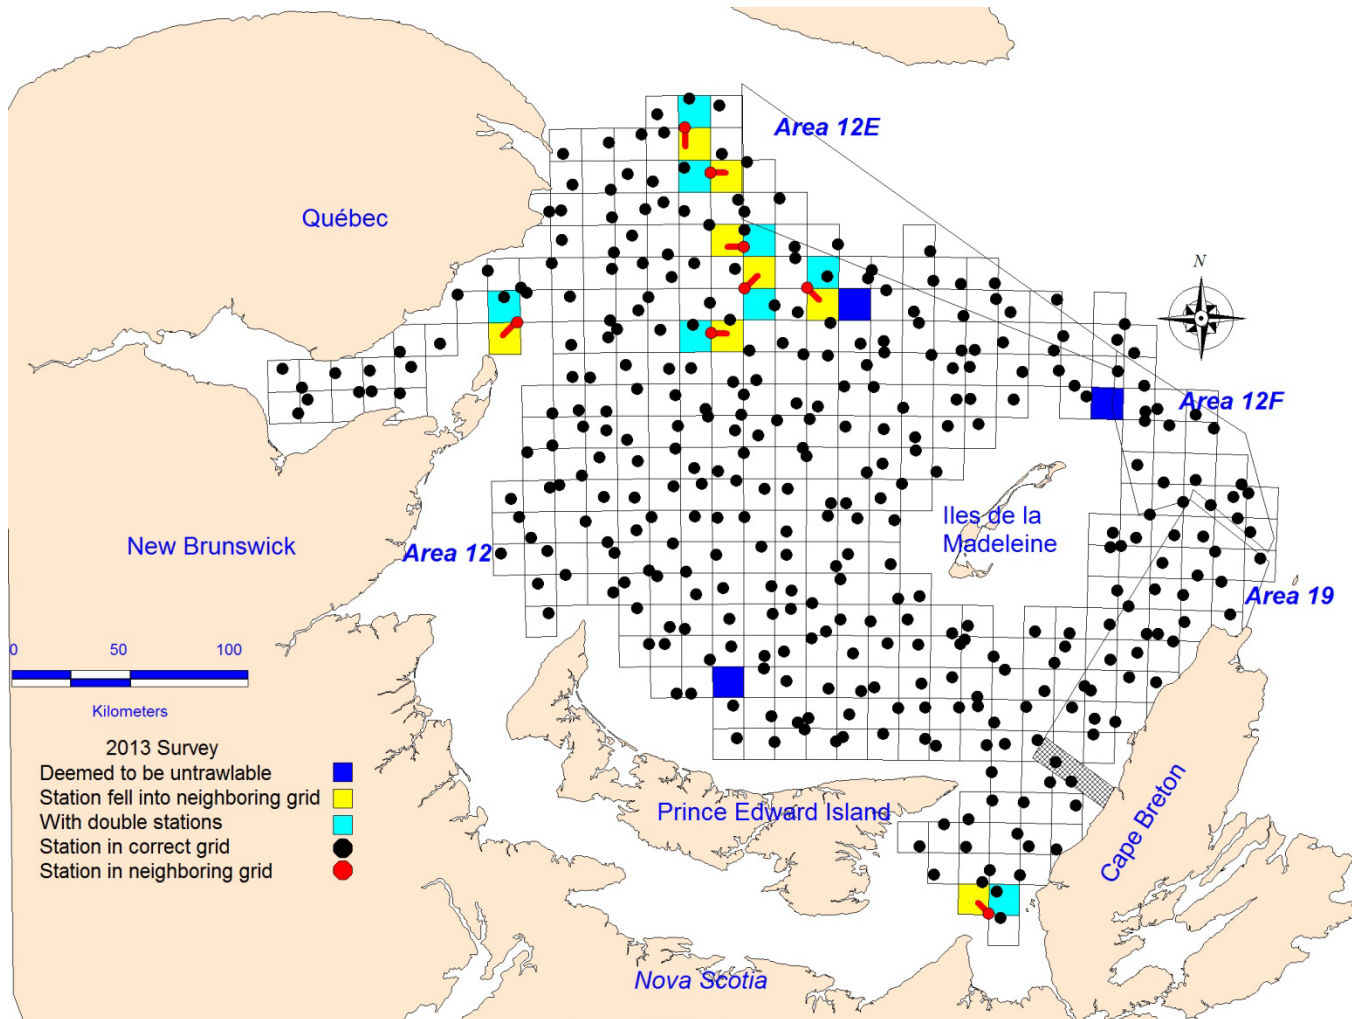 Area 12E
Québec
N
Area 12F
Iles de la
Madeleine
New Brunswick
Area 12
Area 19
0 50 100
Kilometers
2013 Survey
Deemed to be untrawlable
Station fell into neighboring grid
With double stations
Station in correct grid
Station in neighboring grid
Prince Edward Island
Cape Breton
Nova Scotia